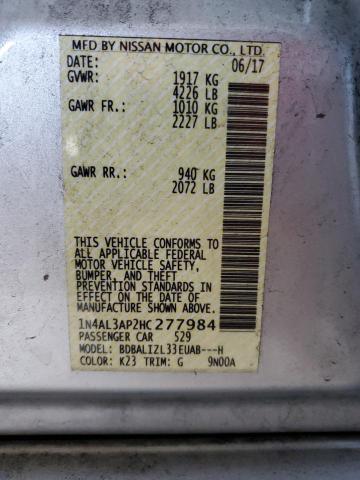 MFD BY NISSAN MOTOR CO., LTD.
DATE: 06/17
GVWR: 1917 KG
4226 LB
GAWR FR.: 1010 KG
2227 LB
GAWR RR.: 940 KG
2072 LB
THIS VEHICLE CONFORMS TO
ALL APPLICABLE FEDERAL
MOTOR VEHICLE SAFETY,
BUMPER, AND THEFT
PREVENTION STANDARDS IN
EFFECT ON THE DATE OF
MANUFACTURE SHOWN ABOVE.
1N4AL3AP2HC277984
PASSENGER CAR 529
MODEL: BDBALIZL33EUAB---H
COLOR: K23 TRIM: G 9N00A